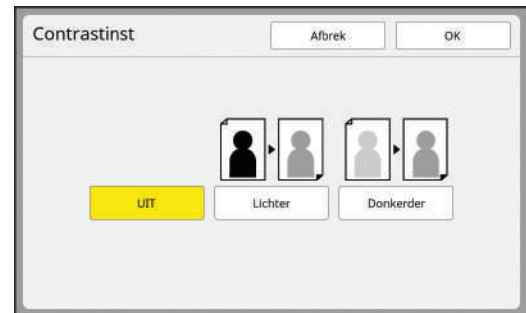 Contrastinst
Afbrek
OK
UIT
Lichter
Donkerder